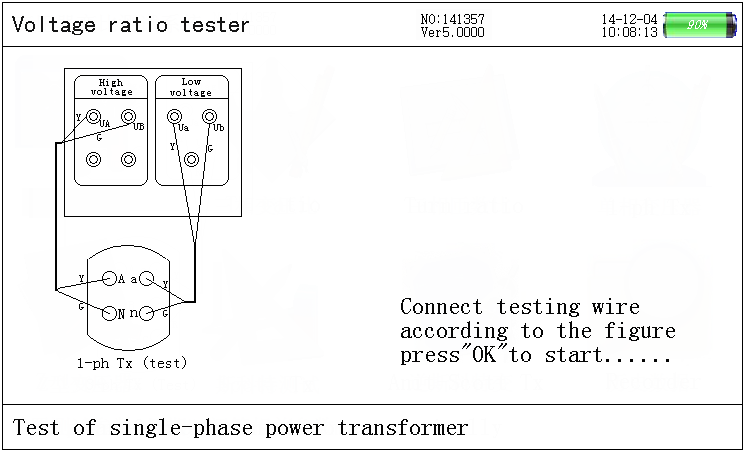 Voltage ratio tester
NO:141357
Ver5.0000
14-12-04
10:08:13
90%
High
voltage
Low
voltage
Y
UA
UB
G
Ua
Ub
Y
G
Y
A
a
Y
G
N
n
G
1-ph Tx (test)
Connect testing wire
according to the figure
press"OK"to start......
Test of single-phase power transformer